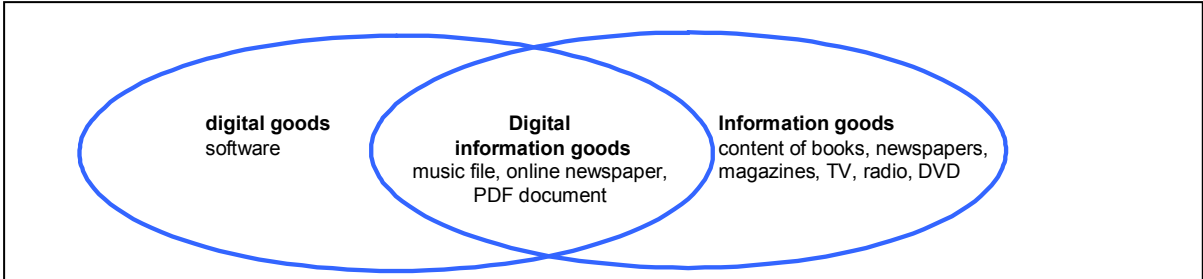 digital goods
software
Digital
information goods
music file, online newspaper,
PDF document
Information goods
content of books, newspapers,
magazines, TV, radio, DVD